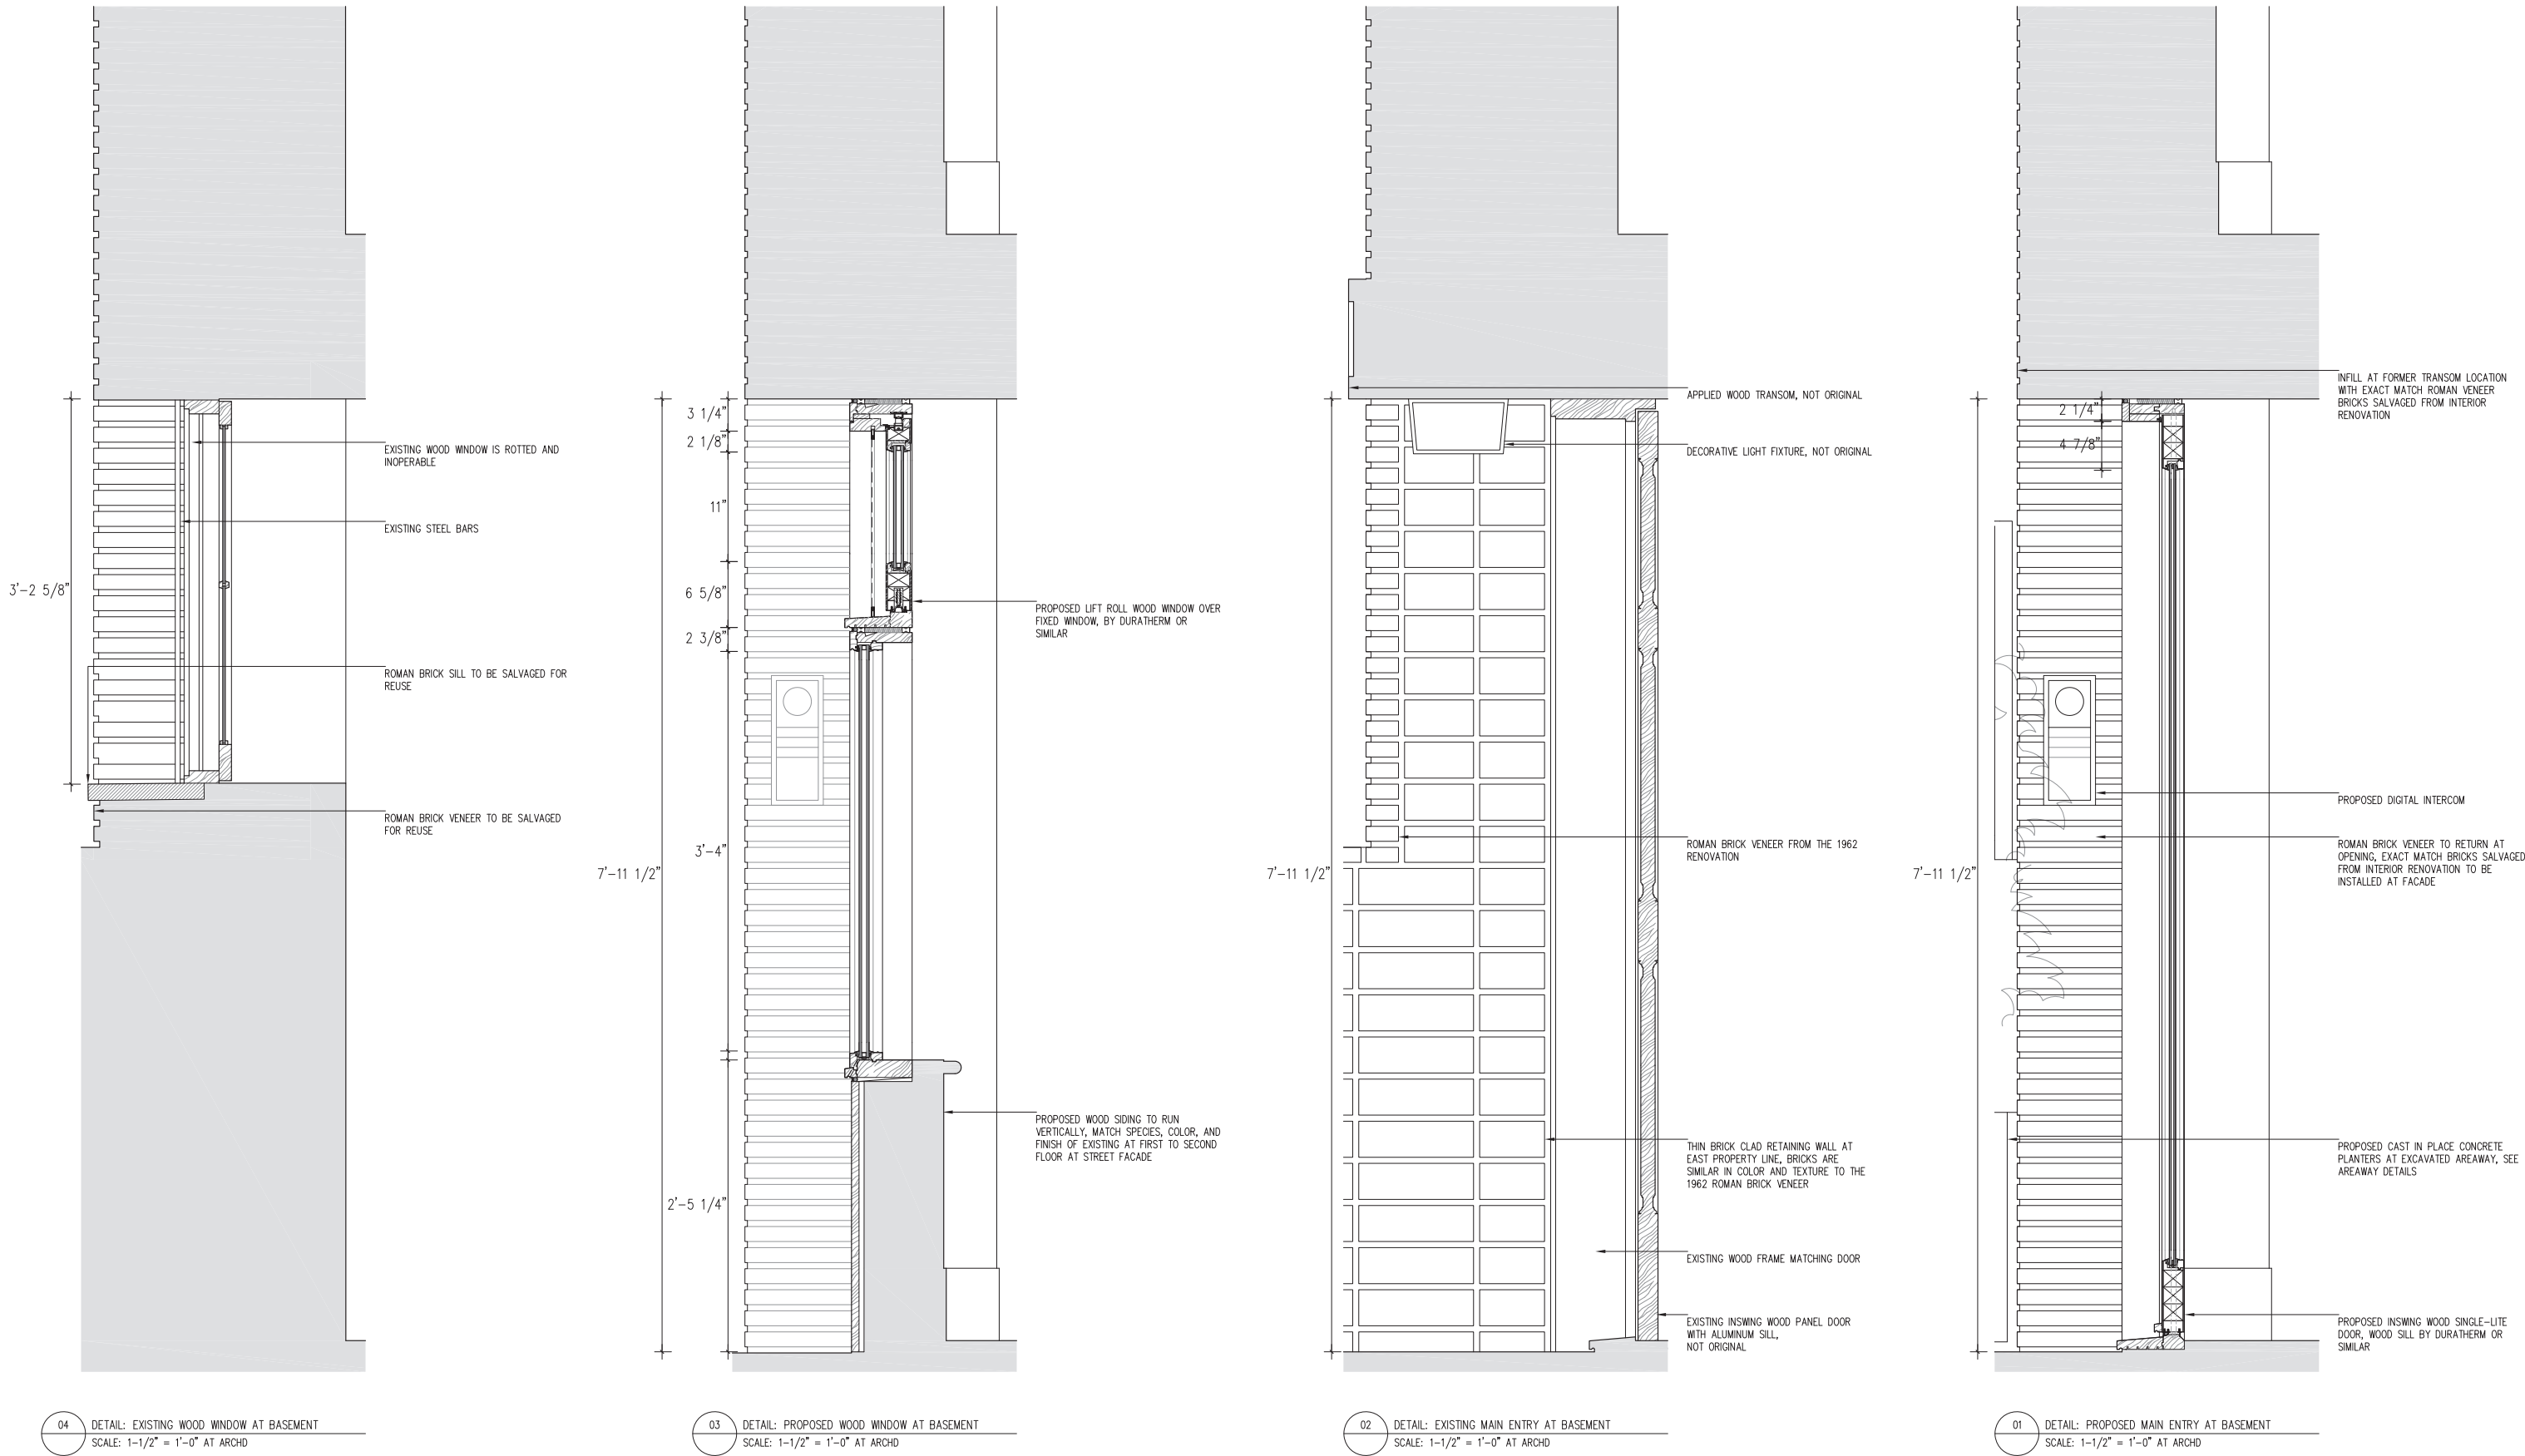 3'-2 5/8"
EXISTING WOOD WINDOW IS ROTTED AND
INOPERABLE
EXISTING STEEL BARS
ROMAN BRICK SILL TO BE SALVAGED FOR
REUSE
ROMAN BRICK VENEER TO BE SALVAGED
FOR REUSE
04
DETAIL: EXISTING WOOD WINDOW AT BASEMENT
SCALE: 1-1/2" = 1'-0" AT ARCHD
7'-11 1/2"
3 1/4"
2 1/8"
11"
6 5/8"
2 3/8"
3'-4"
2'-5 1/4"
PROPOSED LIFT ROLL WOOD WINDOW OVER
FIXED WINDOW, BY DURATHERM OR
SIMILAR
PROPOSED WOOD SIDING TO RUN
VERTICALLY, MATCH SPECIES, COLOR, AND
FINISH OF EXISTING AT FIRST TO SECOND
FLOOR AT STREET FACADE
03
DETAIL: PROPOSED WOOD WINDOW AT BASEMENT
SCALE: 1-1/2" = 1'-0" AT ARCHD
7'-11 1/2"
APPLIED WOOD TRANSOM, NOT ORIGINAL
DECORATIVE LIGHT FIXTURE, NOT ORIGINAL
ROMAN BRICK VENEER FROM THE 1962
RENOVATION
THIN BRICK CLAD RETAINING WALL AT
EAST PROPERTY LINE, BRICKS ARE
SIMILAR IN COLOR AND TEXTURE TO THE
1962 ROMAN BRICK VENEER
EXISTING WOOD FRAME MATCHING DOOR
EXISTING INSWING WOOD PANEL DOOR
WITH ALUMINUM SILL,
NOT ORIGINAL
02
DETAIL: EXISTING MAIN ENTRY AT BASEMENT
SCALE: 1-1/2" = 1'-0" AT ARCHD
7'-11 1/2"
2 1/4"
4 7/8"
INFILL AT FORMER TRANSOM LOCATION
WITH EXACT MATCH ROMAN VENEER
BRICKS SALVAGED FROM INTERIOR
RENOVATION
PROPOSED DIGITAL INTERCOM
ROMAN BRICK VENEER TO RETURN AT
OPENING, EXACT MATCH BRICKS SALVAGED
FROM INTERIOR RENOVATION TO BE
INSTALLED AT FACADE
PROPOSED CAST IN PLACE CONCRETE
PLANTERS AT EXCAVATED AREAWAY, SEE
AREAWAY DETAILS
PROPOSED INSWING WOOD SINGLE-LITE
DOOR, WOOD SILL BY DURATHERM OR
SIMILAR
01
DETAIL: PROPOSED MAIN ENTRY AT BASEMENT
SCALE: 1-1/2" = 1'-0" AT ARCHD